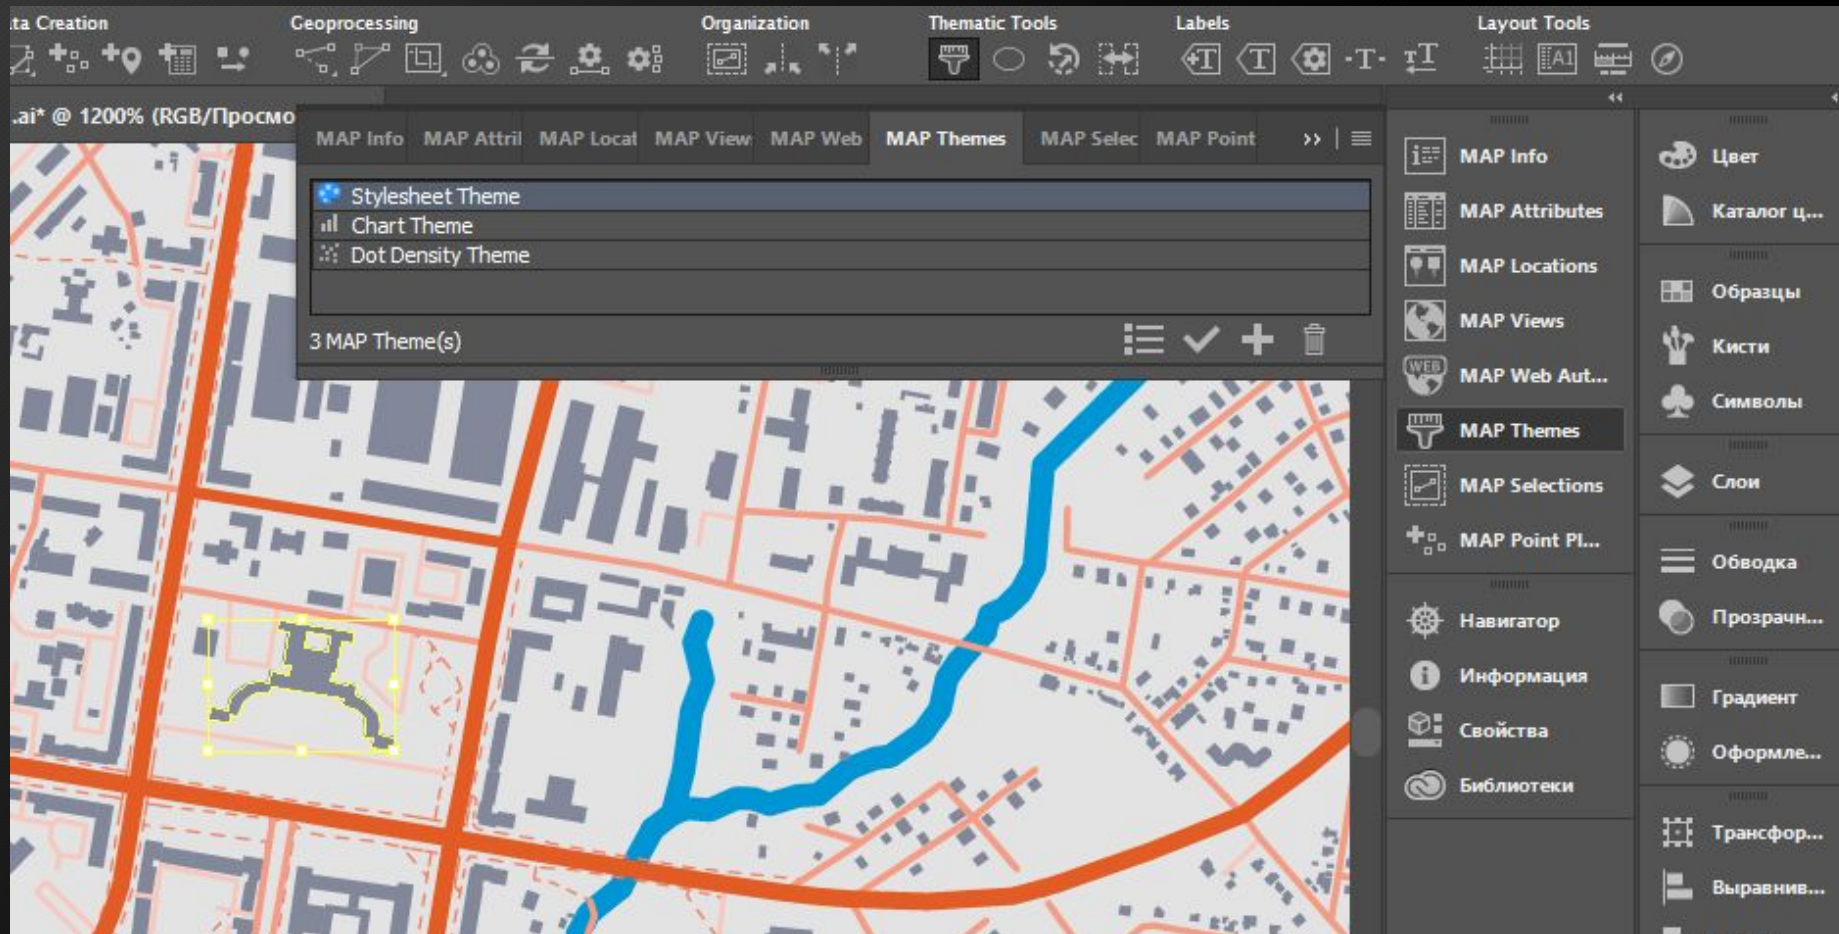 ta Creation
Geoprocessing
Organization
Thematic Tools
Labels
Layout Tools
.ai* @ 1200% (RGB/Просмо
MAP Info
MAP Attril
MAP Locat
MAP View
MAP Web
MAP Themes
MAP Selec
MAP Point
Stylesheet Theme
Chart Theme
Dot Density Theme
3 MAP Theme(s)
MAP Info
MAP Attributes
MAP Locations
MAP Views
WEB
MAP Web Aut...
MAP Themes
MAP Selections
MAP Point Pl...
Навигатор
Информация
Свойства
Библиотеки
Цвет
Каталог ц...
Образцы
Кисти
Символы
Слои
Обводка
Прозрачн...
Градиент
Оформле...
Трансфор...
Выравнив...